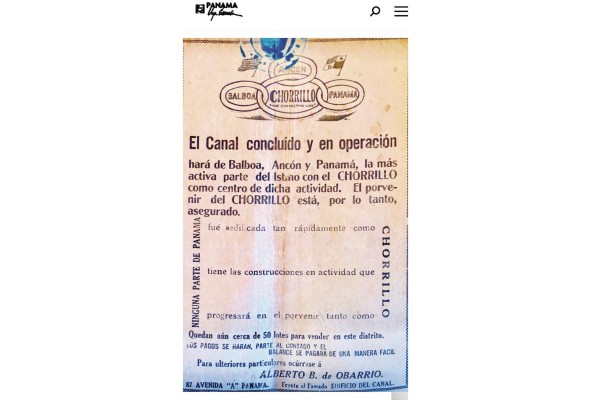 PANAMA
ANCON
BALBOA CHORRILLO PANAMA
El Canal concluído y en operación
hará de Balboa, Ancón y Panamá, la más
activa parte del Istmo con el CHORRILLO
como centro de dicha actividad. El porve-
nir del CHORRILLO está, por lo tanto,
asegurado.
NINGUNA PARTE DE PANAMA
fué edificada tan rápidamente como
tiene las construcciones en actividad que
progresará en el porvenir tanto como
CHORRILLO
Quedan aún cerca de 50 lotes para vender en este distrito.
LOS PAGOS SE HARAN, PARTE AL CONTADO Y EL
BALANCE SE PAGARA DE UNA MANERA FACIL
Para ulteriores particulares ocúrrase á
ALBERTO B. de OBARRIO.
87 AVENIDA "A" PANAMA. Frente al Pasado EDIFICIO DEL CANAL.